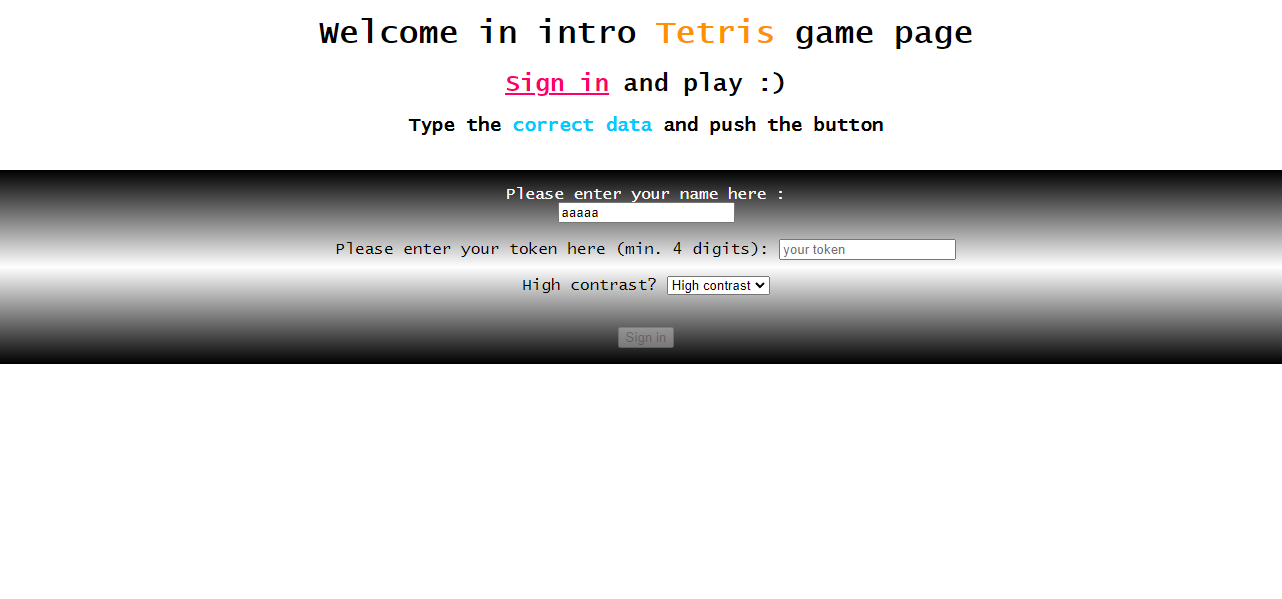 Welcome in intro Tetris game page
Sign in and play :)
Type the correct data and push the button
Please enter your name here :
aaaaa
Please enter your token here (min. 4 digits): your token
High contrast? High contrast
Sign in